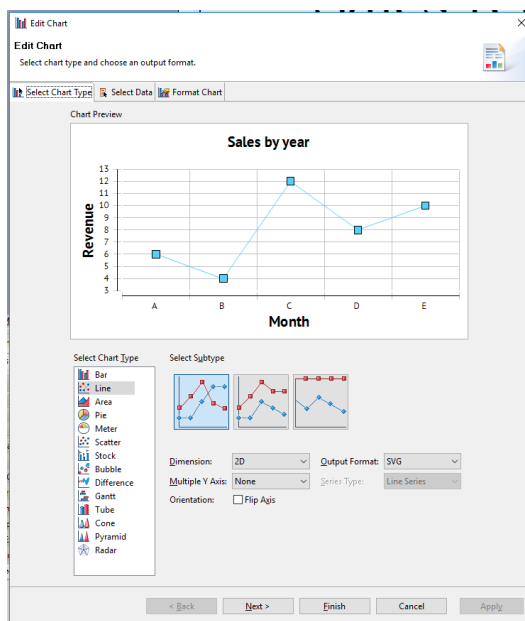 Edit Chart
Edit Chart
Select chart type and choose an output format.
Select Chart Type Select Data Format Chart
Chart Preview
Sales by year
13
12
11
10
9
8
7
6
5
4
3
Revenue
A B C D E
Month
Select Chart Type
Bar
Line
Area
Pie
Meter
Scatter
Stock
Bubble
Difference
Gantt
Tube
Cone
Pyramid
Radar
Select Subtype
Dimension: 2D Output Format: SVG
Multiple Y Axis: None Series Type: Line Series
Orientation: Flip Axis
< Back Next > Finish Cancel Apply